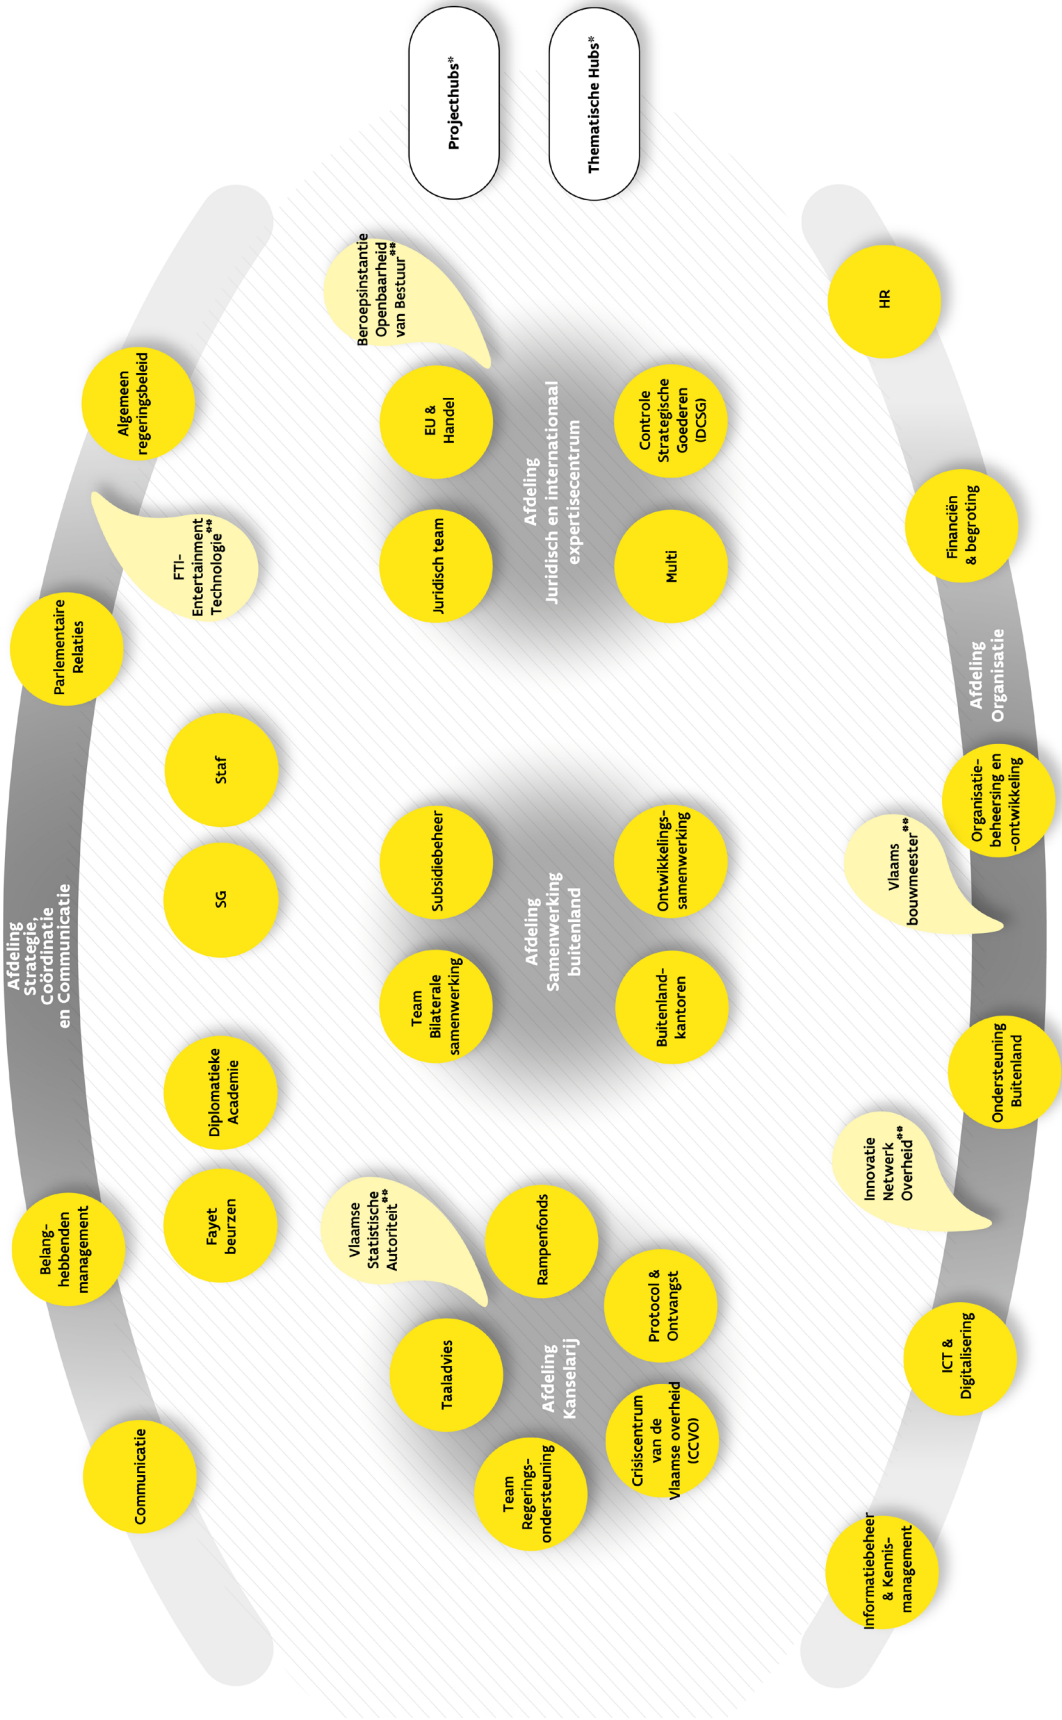 Afdeling
Strategie,
Coördinatie
en Communicatie
Communicatie
Belang-
hebbenden
management
Parlementaire
Relaties
Algemeen
regeringsbeleid
FTI-
Entertainment
Technologie**
Fayet
beurzen
Diplomatieke
Academie
SG
Staf
Vlaamse
Statistische
Autoriteit**
Taaladvies
Rampenfonds
Team
Regerings-
ondersteuning
Afdeling
Kanselarij
Crisiscentrum
van de
Vlaamse overheid
(CCVO)
Protocol &
Ontvangst
Team
Bilaterale
samenwerking
Subsidiebeheer
Afdeling
Samenwerking
buitenland
Buitenland-
kantoren
Ontwikkelings-
samenwerking
Beroepsinstantie
Openbaarheid
van Bestuur**
Juridisch team
EU &
Handel
Afdeling
Juridisch en internationaal
expertisecentrum
Multi
Controle
Strategische
Goederen
(DCSG)
Projecthubs*
Thematische Hubs*
Informatiebeheer
& Kennis-
management
ICT &
Digitalisering
Innovatie
Netwerk
Overheid**
Ondersteuning
Buitenland
Vlaams
bouwmeester**
Organisatie-
beheersing en
-ontwikkeling
Afdeling
Organisatie
Financiën
& begroting
HR